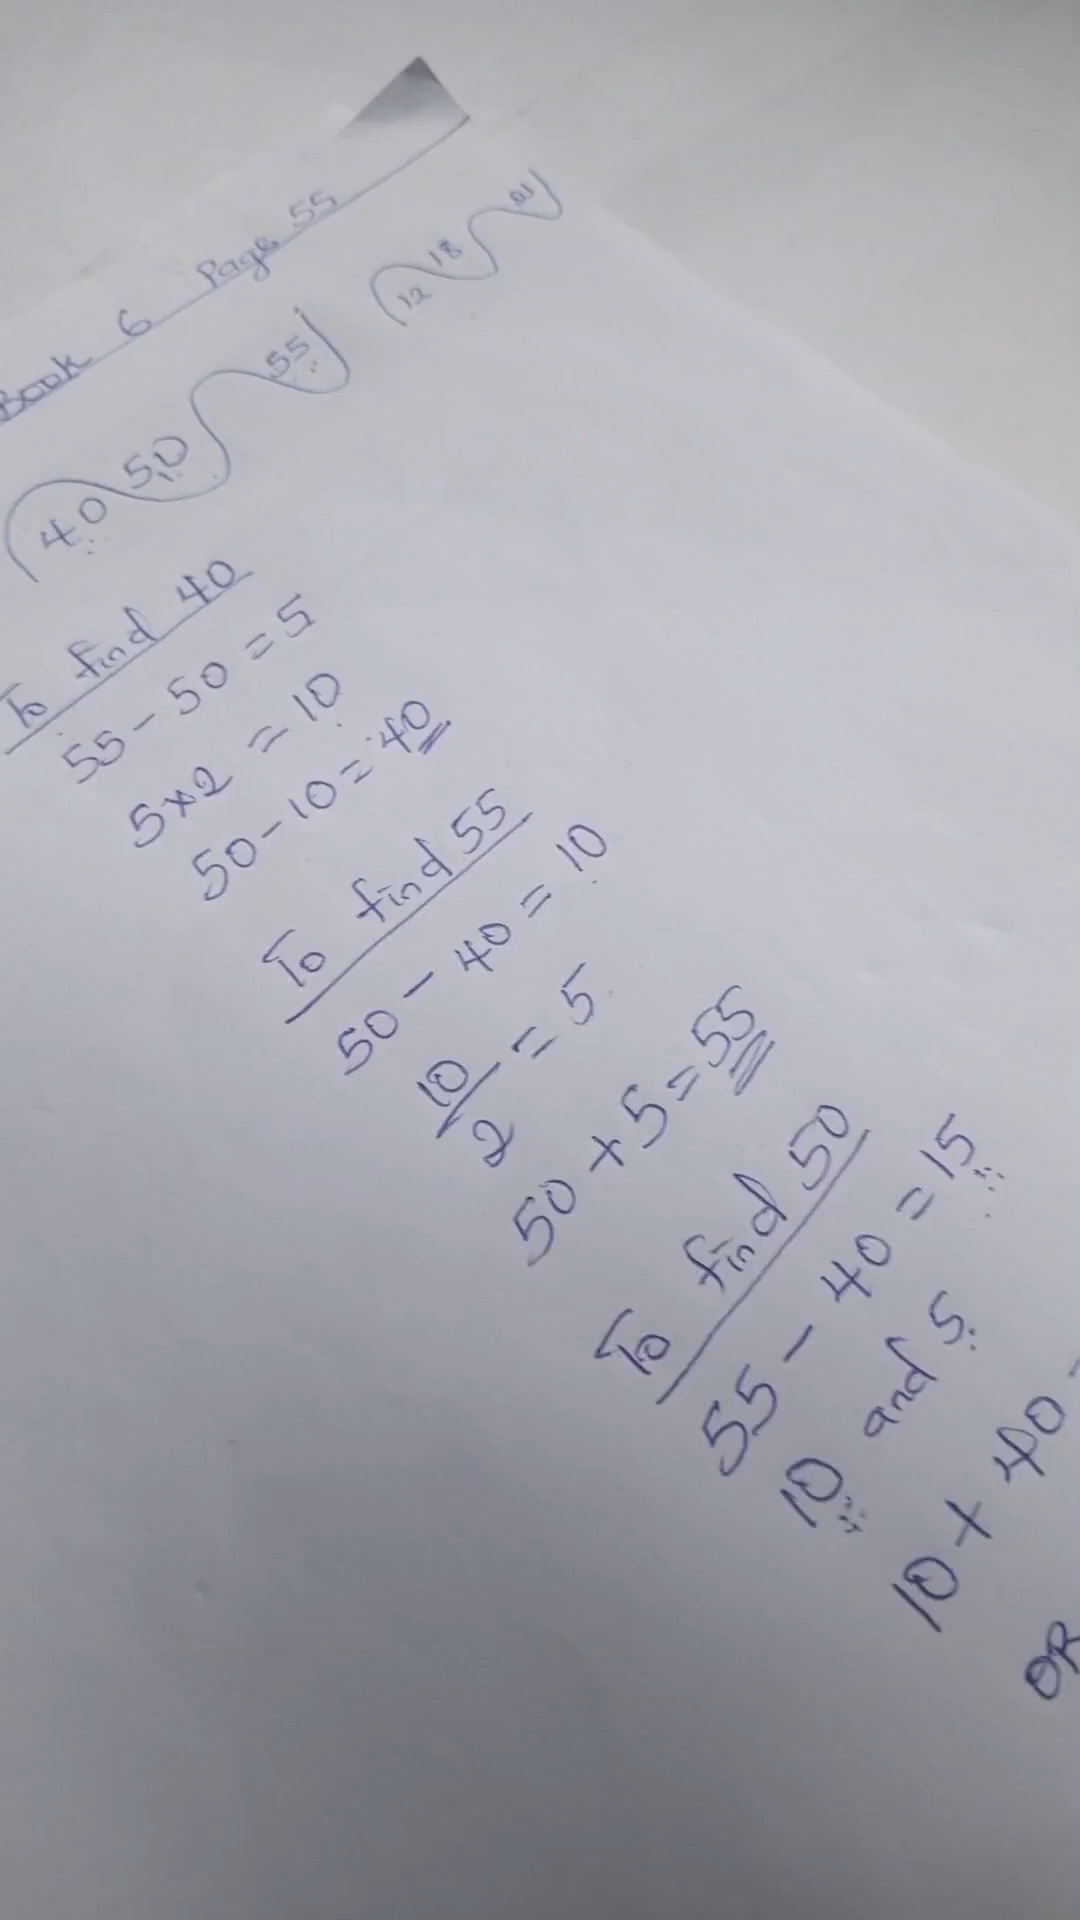 Book 6 Page 55
40 50 55
12 18 21
To find 40
55 - 50 = 5
5 x 2 = 10
50 - 10 = 40
To find 55
50 - 40 = 10
10/2 = 5
50 + 5 = 55
To find 50
55 - 40 = 15
10 and 5
10 + 40
OR